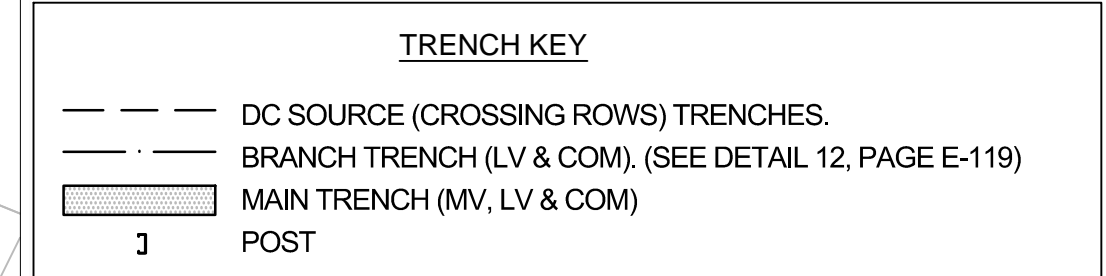 TRENCH KEY
DC SOURCE (CROSSING ROWS) TRENCHES.
BRANCH TRENCH (LV & COM). (SEE DETAIL 12, PAGE E-119)
MAIN TRENCH (MV, LV & COM)
POST